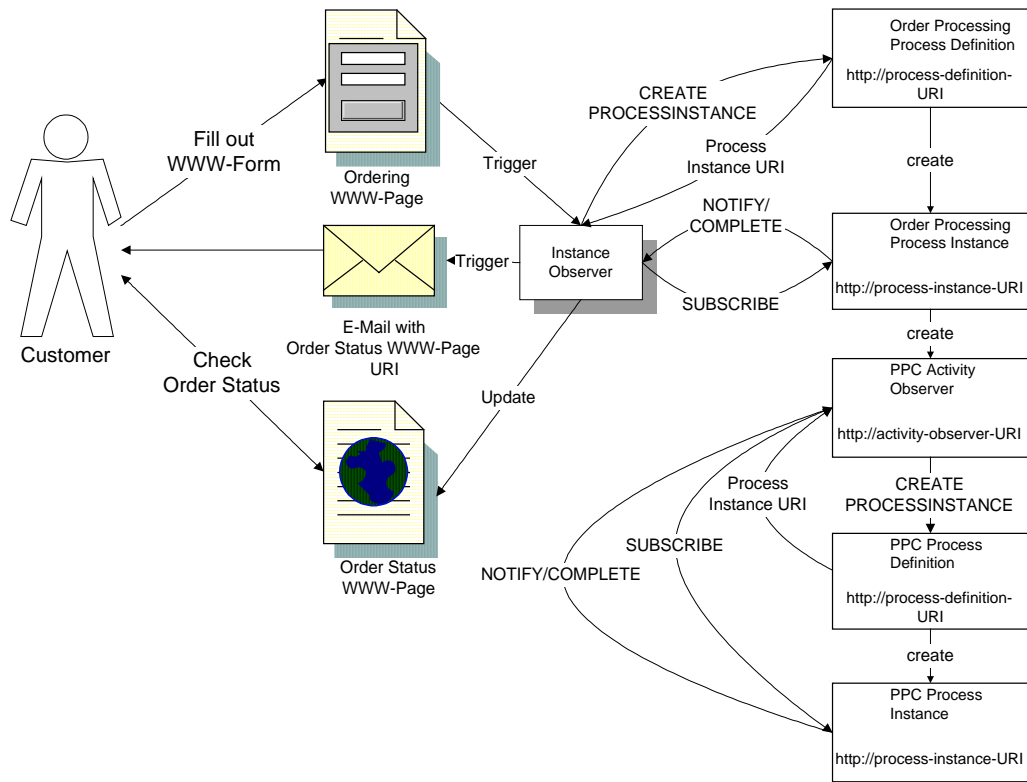 Order Processing
Process Definition
http://process-definition-
URI
CREATE
PROCESSINSTANCE
Fill out
WWW-Form
Process
Instance URI
Trigger
create
Ordering
WWW-Page
NOTIFY/
COMPLETE
Order Processing
Process Instance
http://process-instance-URI
Instance
Observer
Trigger
SUBSCRIBE
E-Mail with
Order Status WWW-Page
URI
create
Customer
Check
Order Status
PPC Activity
Observer
http://activity-observer-URI
Update
Process
Instance URI
CREATE
PROCESSINSTANCE
SUBSCRIBE
NOTIFY/COMPLETE
PPC Process
Definition
http://process-definition-
URI
Order Status
WWW-Page
create
PPC Process
Instance
http://process-instance-URI